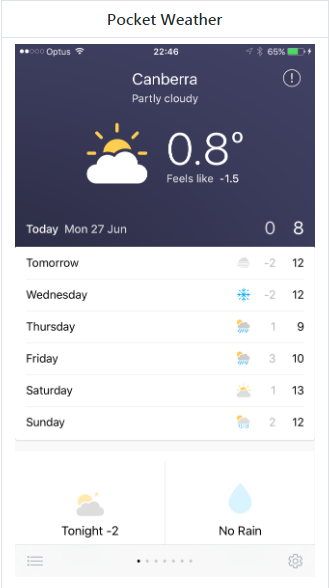 Pocket Weather
Optus 22:46 65%
Canberra
Partly cloudy
0.8°
Feels like -1.5
Today Mon 27 Jun 0 8
Tomorrow -2 12
Wednesday -2 12
Thursday 1 9
Friday 3 10
Saturday 1 13
Sunday 2 12
Tonight -2 No Rain